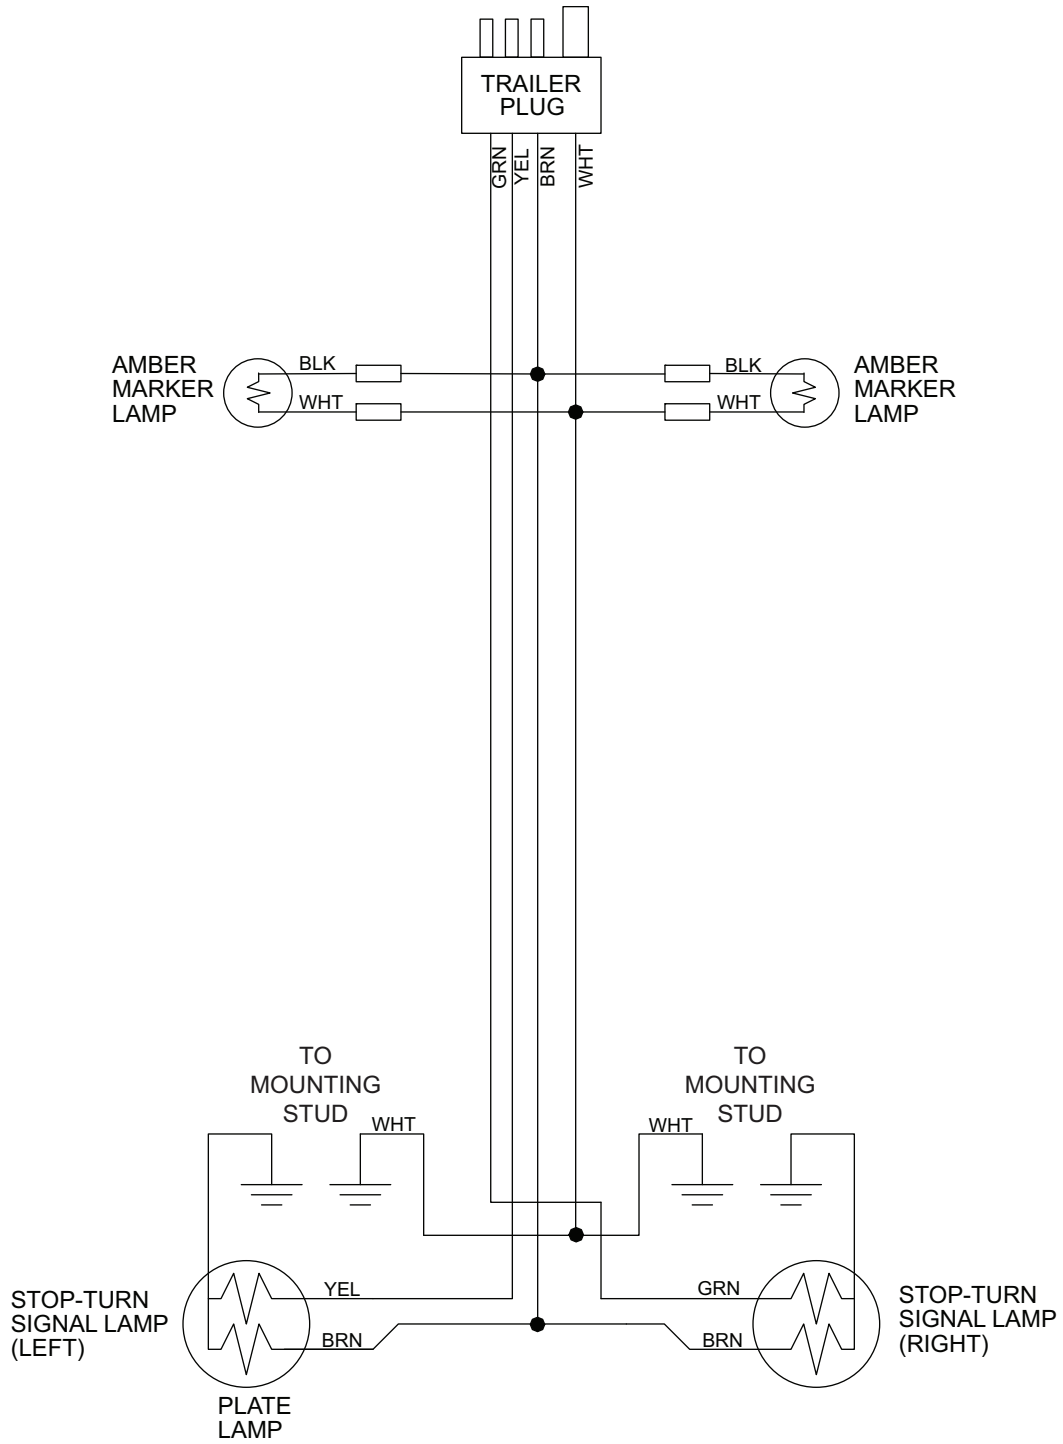 TRAILER
PLUG
GRN
YEL
BRN
WHT
AMBER
MARKER
LAMP
BLK
WHT
BLK
WHT
AMBER
MARKER
LAMP
TO
MOUNTING
STUD
WHT
TO
MOUNTING
STUD
WHT
STOP-TURN
SIGNAL LAMP
(LEFT)
YEL
BRN
PLATE
LAMP
GRN
BRN
STOP-TURN
SIGNAL LAMP
(RIGHT)